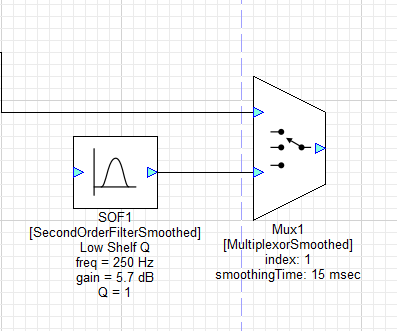 SOF1
[SecondOrderFilterSmoothed]
Low Shelf Q
freq = 250 Hz
gain = 5.7 dB
Q = 1
Mux1
[MultiplexorSmoothed]
index: 1
smoothingTime: 15 msec